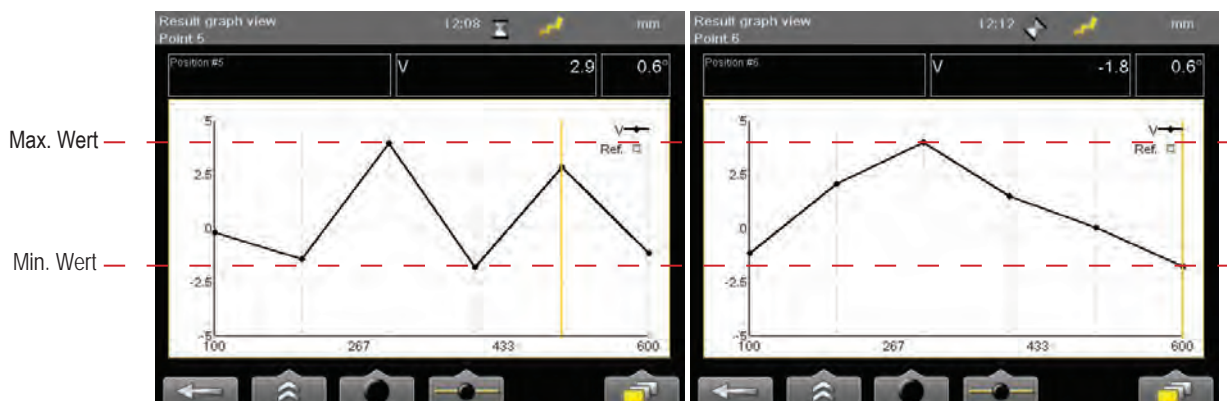 Result graph view
12:08
mm
Point 5
Position #5
V
2.9
0.6°
5
V
Ref.
2.5
0
-2.5
-5
100
267
433
600
Max. Wert
Min. Wert
Result graph view
12:12
mm
Point 6
Position #6
V
-1.8
0.6°
5
V
Ref.
2.5
0
-2.5
-5
100
267
433
600